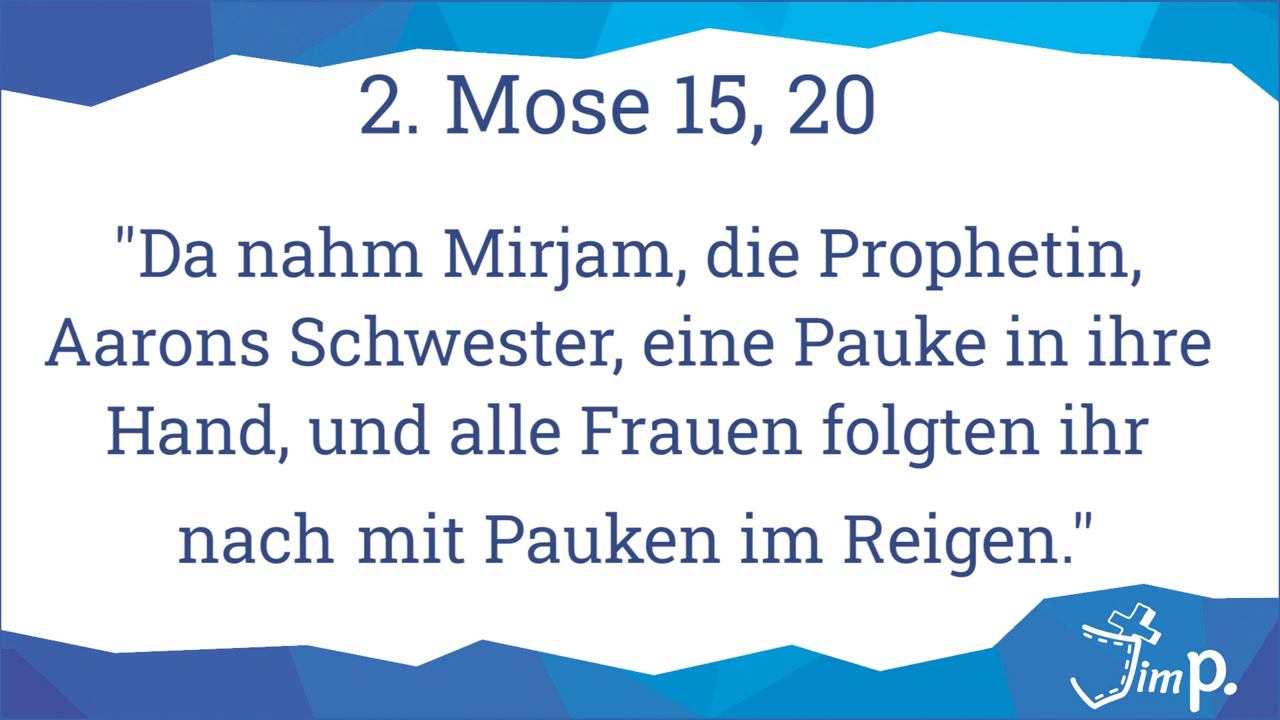 2. Mose 15, 20
"Da nahm Mirjam, die Prophetin,
Aarons Schwester, eine Pauke in ihre
Hand, und alle Frauen folgten ihr
nach mit Pauken im Reigen."
Jim P.